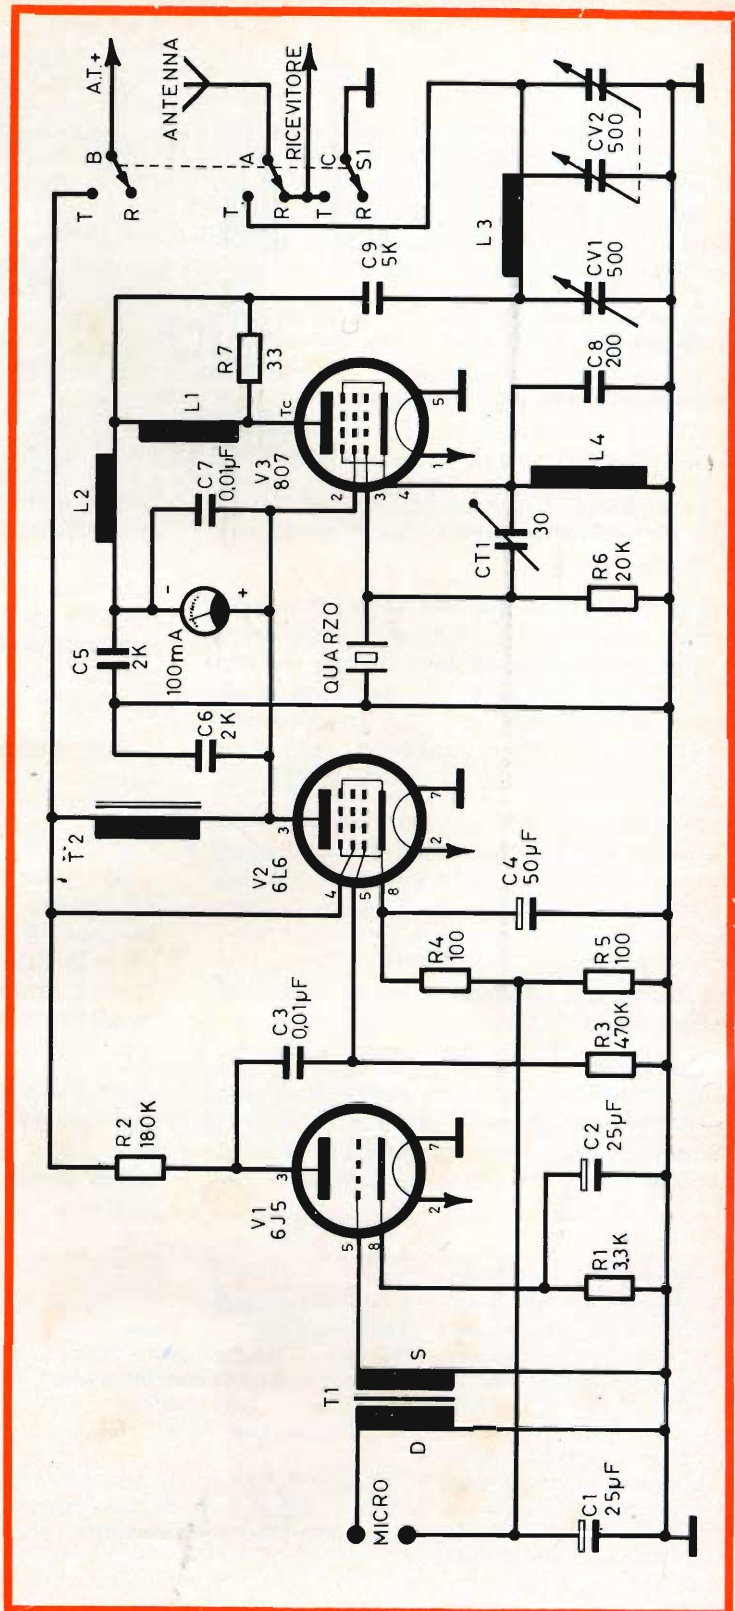 MICRO
C1
25µF
T1
D
S
V1
6J5
3
5
8
2
7
R1
3,3K
C2
25µF
R2
180K
C3
0,01µF
R3
470K
R4
100
R5
100
C4
50µF
V2
6L6
3
4
5
8
2
7
T2
C6
2K
C5
2K
100mA
-
+
QUARZO
L2
C7
0,01µF
L1
V3
807
Tc
2
3
4
1
5
R7
33
CT1
30
R6
20K
L4
C8
200
C9
5K
L3
CV1
500
CV2
500
T
R
B
A.T.+
T
R
A
ANTENNA
RICEVITORE
T
R
C
S1